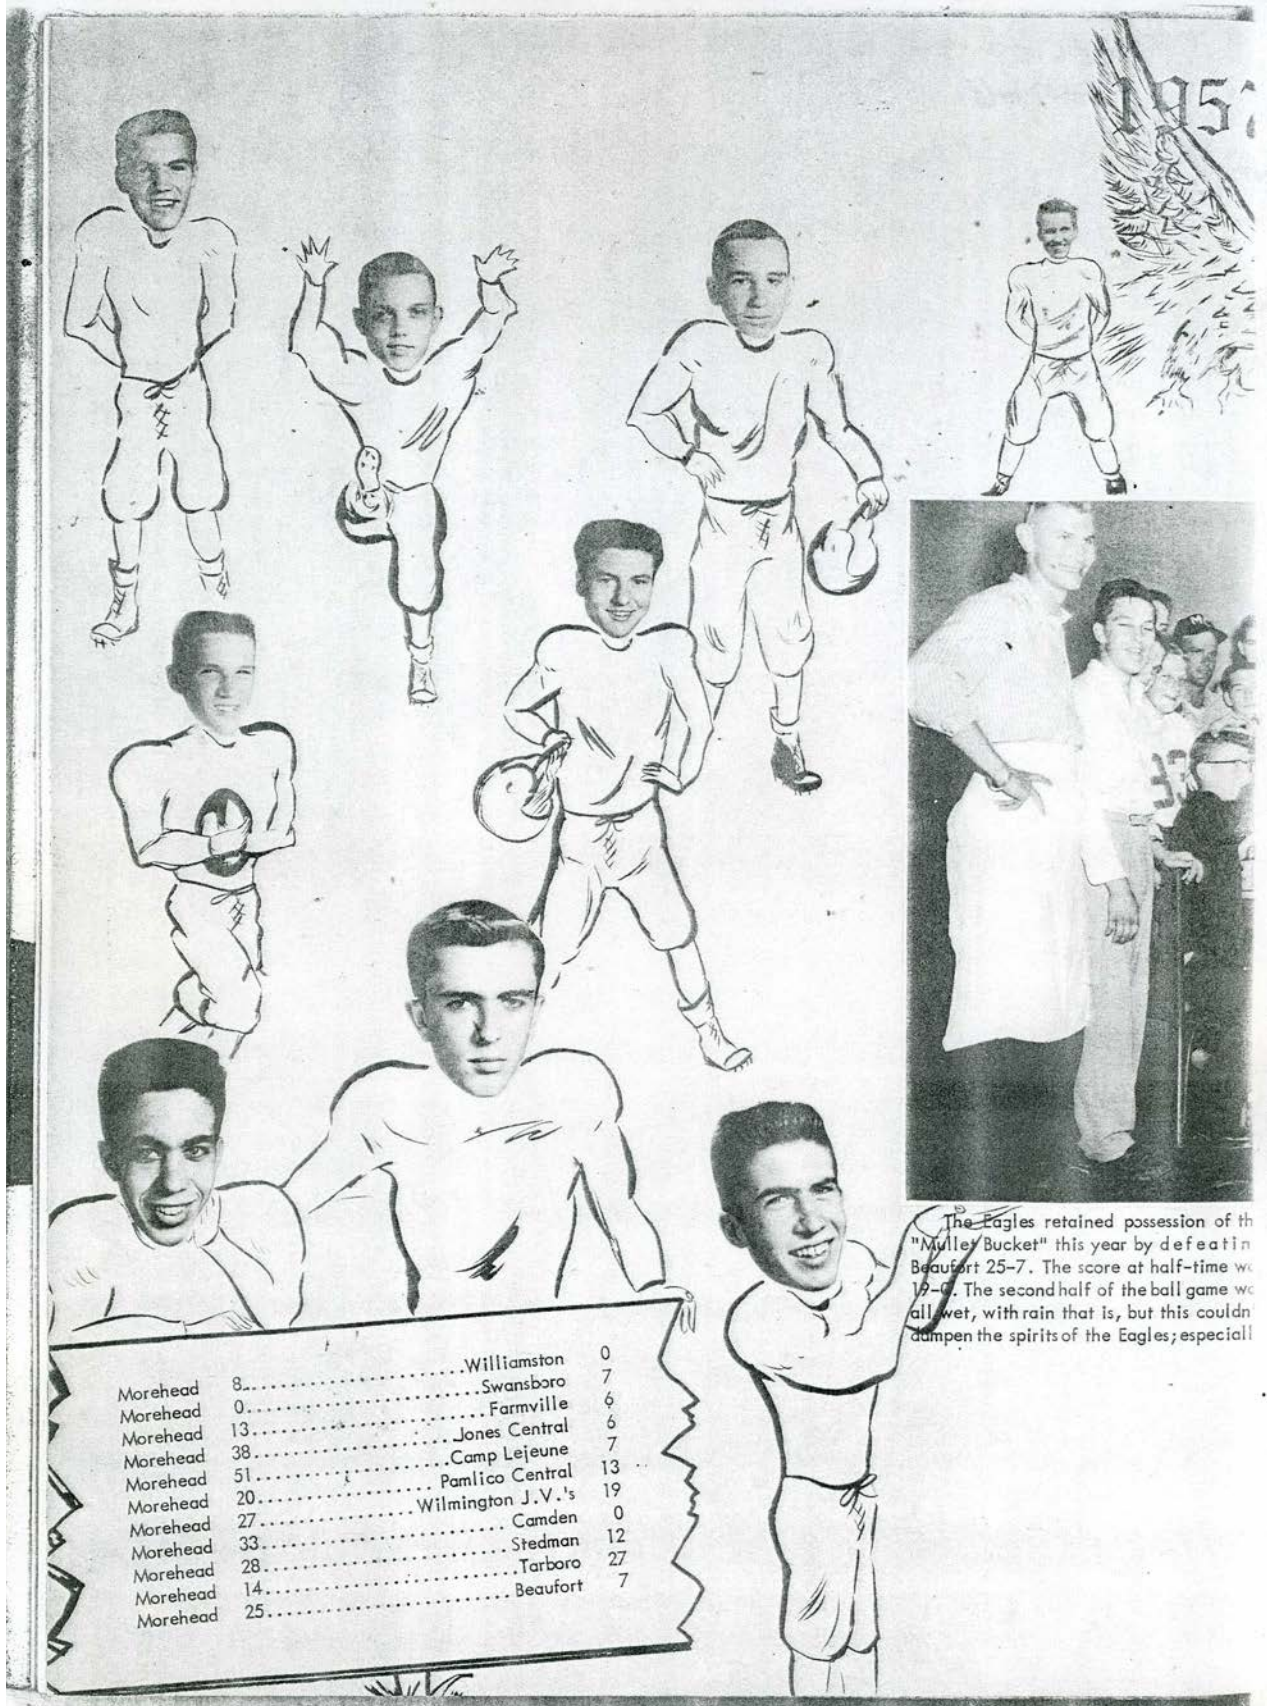 1957
33
The Eagles retained possession of th
"Mullet Bucket" this year by defeatin
Beaufort 25-7. The score at half-time w
19-0. The second half of the ball game w
all wet, with rain that is, but this couldn'
dampen the spirits of the Eagles; especiall
Morehead 8....................Williamston 0
Morehead 0....................Swansboro 7
Morehead 13....................Farmville 6
Morehead 38....................Jones Central 6
Morehead 51....................Camp Lejeune 7
Morehead 20....................Pamlico Central 13
Morehead 27....................Wilmington J.V.'s 19
Morehead 33....................Camden 0
Morehead 28....................Stedman 12
Morehead 14....................Tarboro 27
Morehead 25....................Beaufort 7